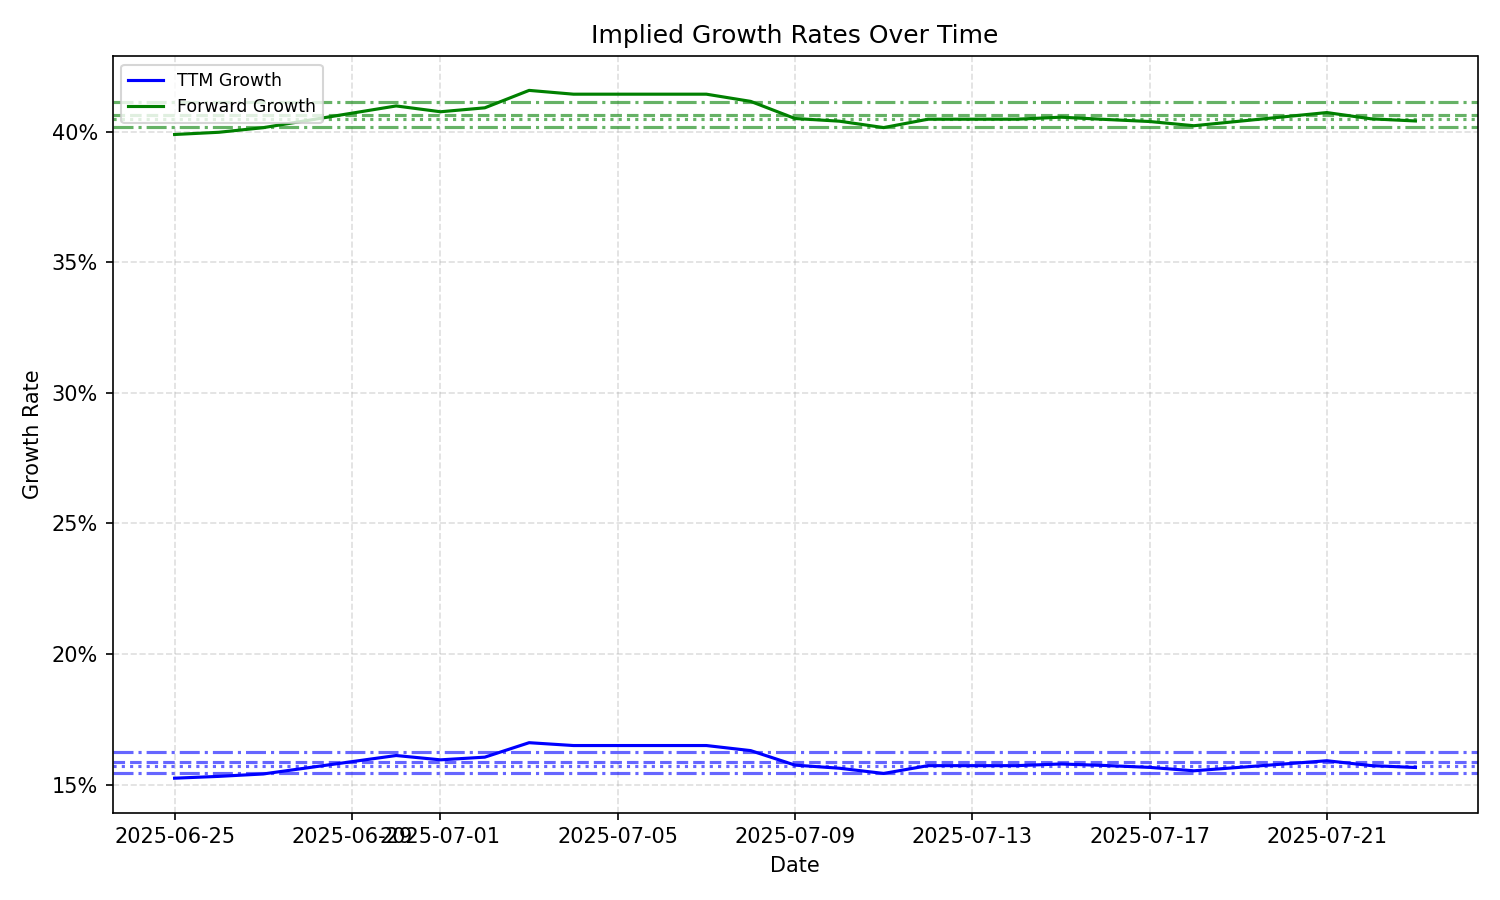 Implied Growth Rates Over Time
TTM Growth
Forward Growth
40%
35%
30%
25%
20%
15%
Growth Rate
2025-06-25
2025-06-29
2025-07-01
2025-07-05
2025-07-09
2025-07-13
2025-07-17
2025-07-21
Date